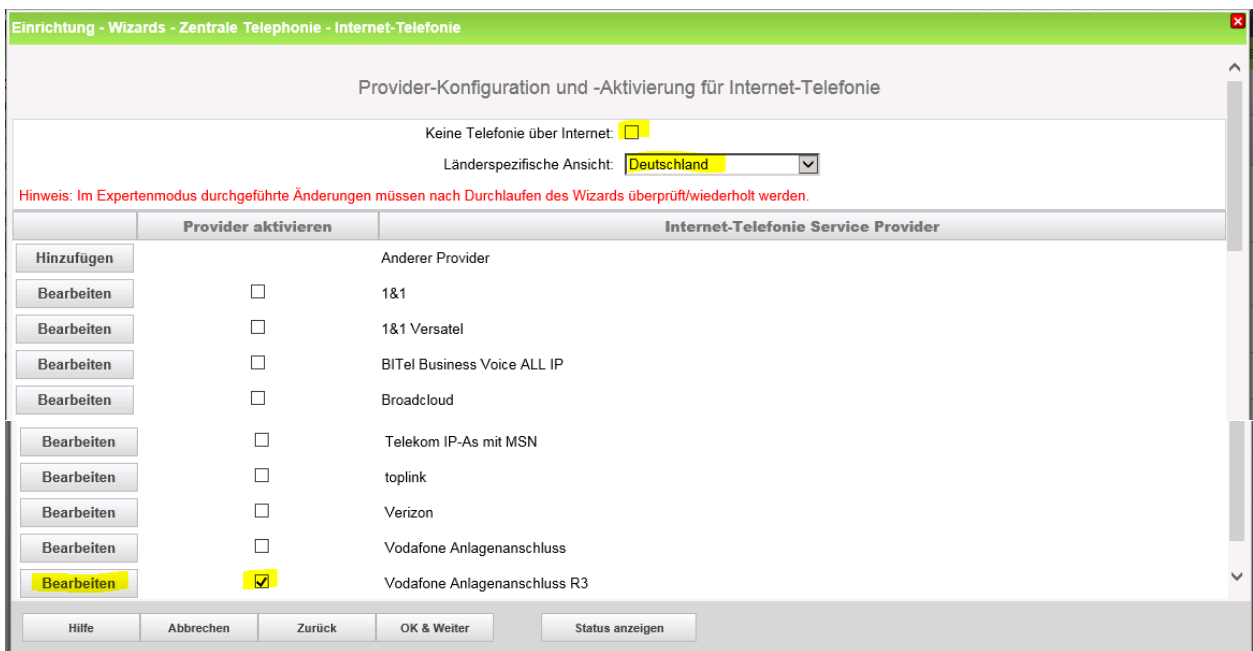 Einrichtung - Wizards - Zentrale Telephonie - Internet-Telefonie
Provider-Konfiguration und -Aktivierung für Internet-Telefonie
Keine Telefonie über Internet:
Länderspezifische Ansicht: Deutschland
Hinweis: Im Expertenmodus durchgeführte Änderungen müssen nach Durchlaufen des Wizards überprüft/wiederholt werden.
Provider aktivieren Internet-Telefonie Service Provider
Hinzufügen Anderer Provider
Bearbeiten 1&1
Bearbeiten 1&1 Versatel
Bearbeiten BITel Business Voice ALL IP
Bearbeiten Broadcloud
Bearbeiten Telekom IP-As mit MSN
Bearbeiten toplink
Bearbeiten Verizon
Bearbeiten Vodafone Anlagenanschluss
Bearbeiten Vodafone Anlagenanschluss R3
Hilfe Abbrechen Zurück OK & Weiter Status anzeigen